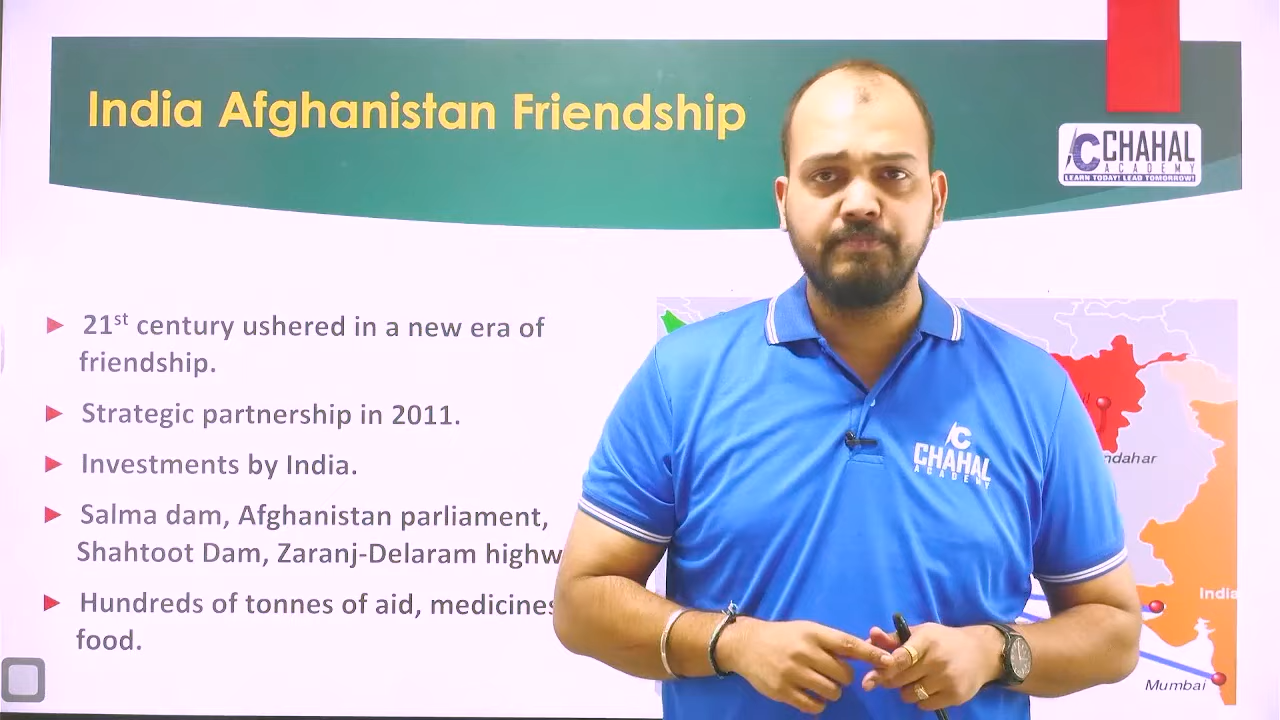 India Afghanistan Friendship
CHAHAL
ACADEMY
LEARN TODAY! LEAD TOMORROW!
21st century ushered in a new era of
friendship.
Strategic partnership in 2011.
Investments by India.
Salma dam, Afghanistan parliament,
Shahtoot Dam, Zaranj-Delaram highw
Hundreds of tonnes of aid, medicines
food.
CHAHAL
ACADEMY
ndahar
India
Mumbai